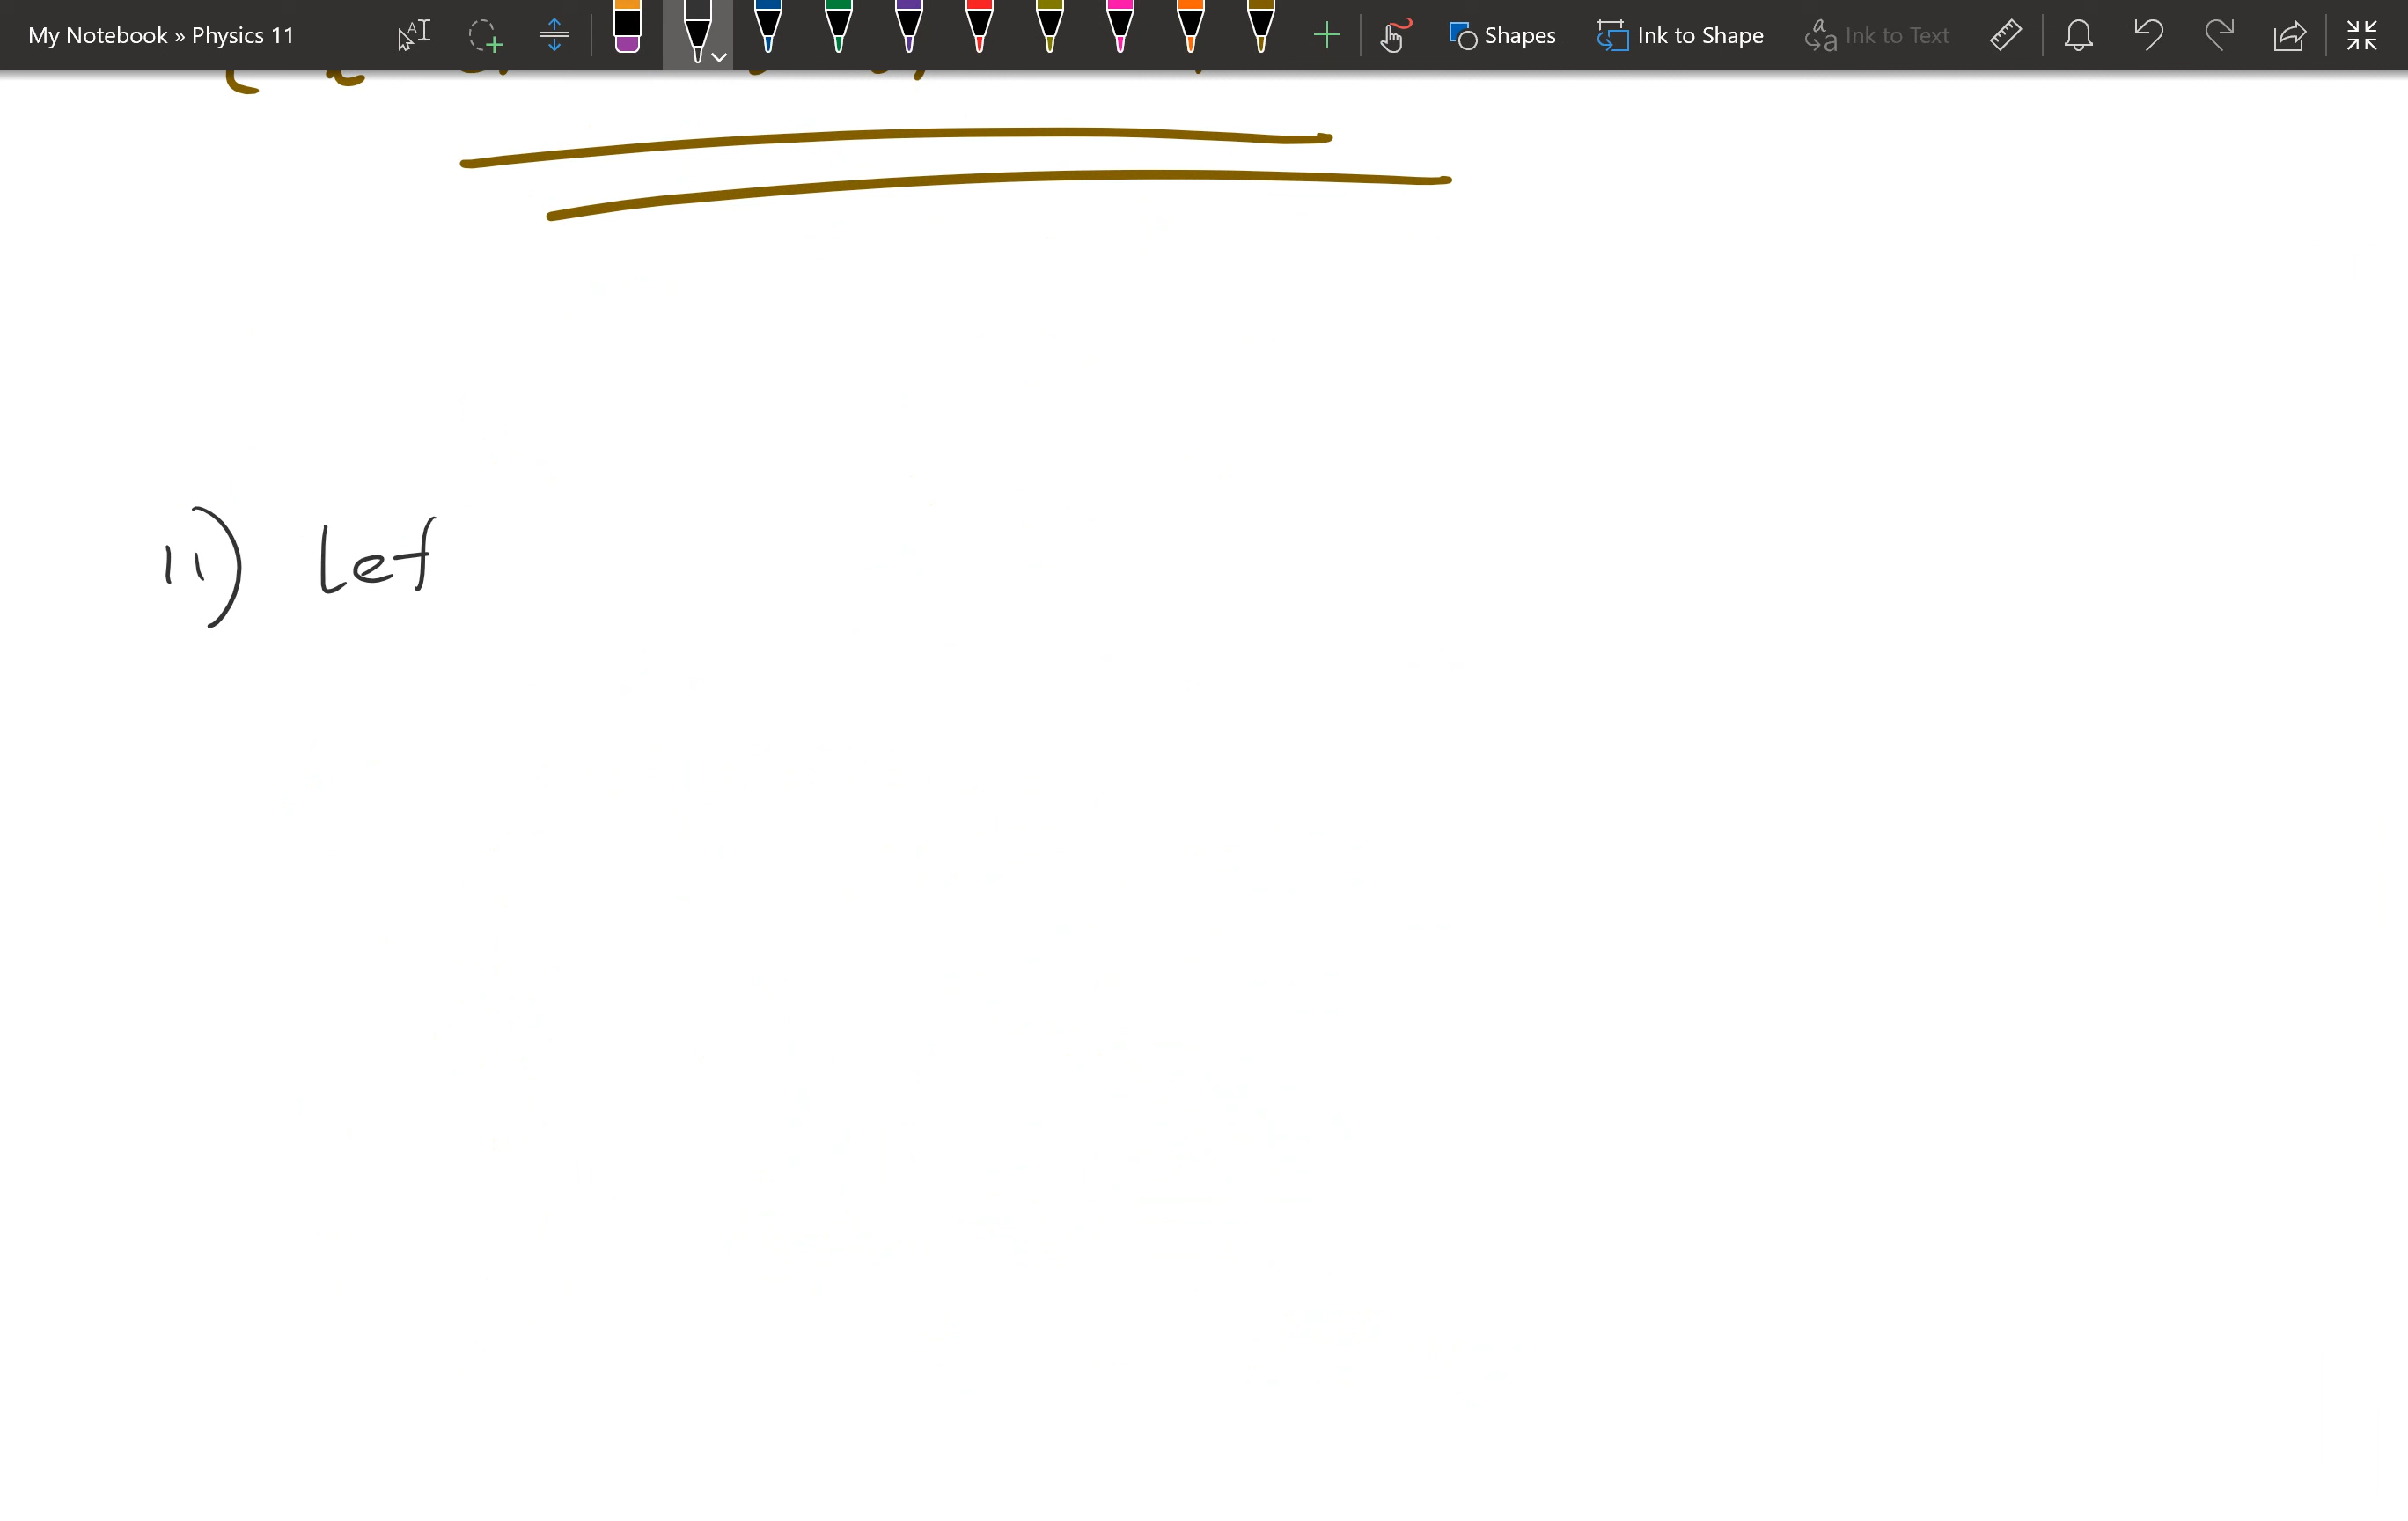 My Notebook » Physics 11
Shapes
Ink to Shape
Ink to Text
11) Let